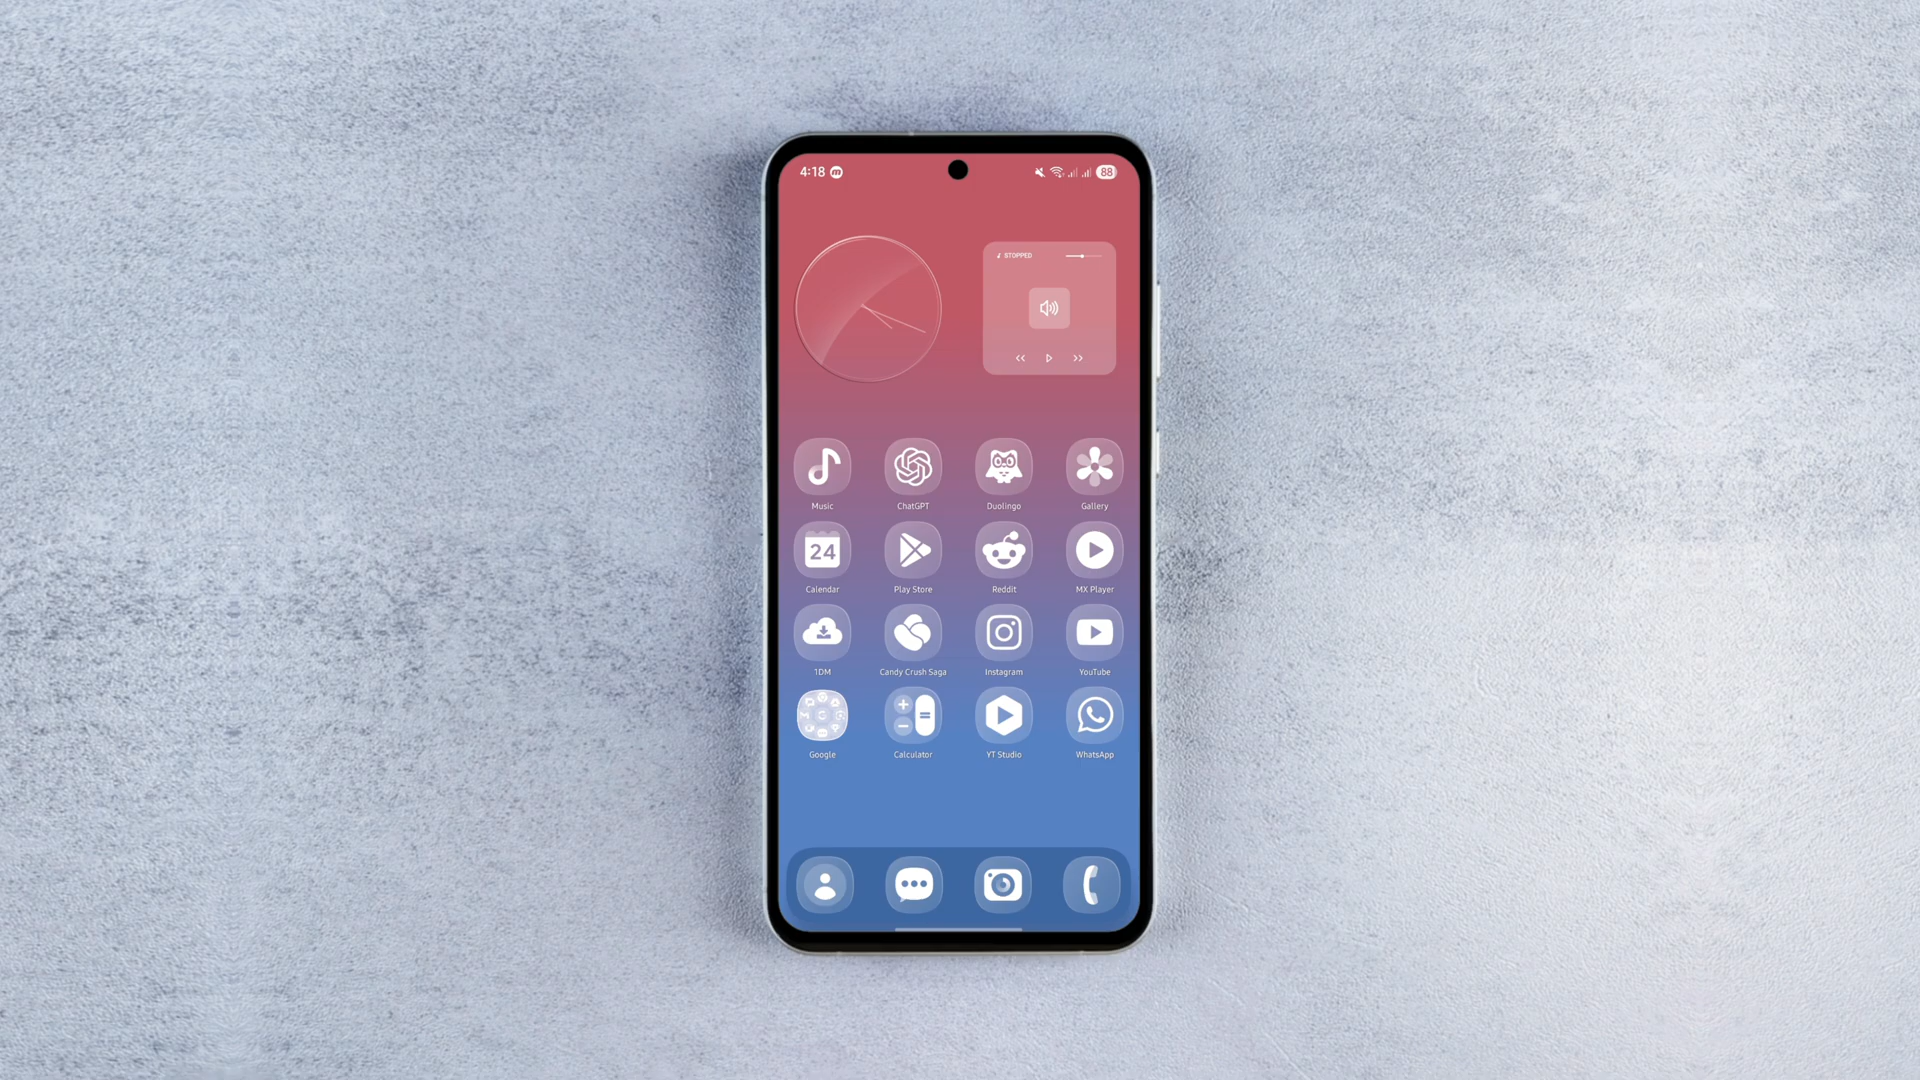 4:18
88
STOPPED
Music ChatGPT Duolingo Gallery
24
Calendar Play Store Reddit MX Player
1DM Candy Crush Saga Instagram YouTube
Google Calculator YT Studio WhatsApp